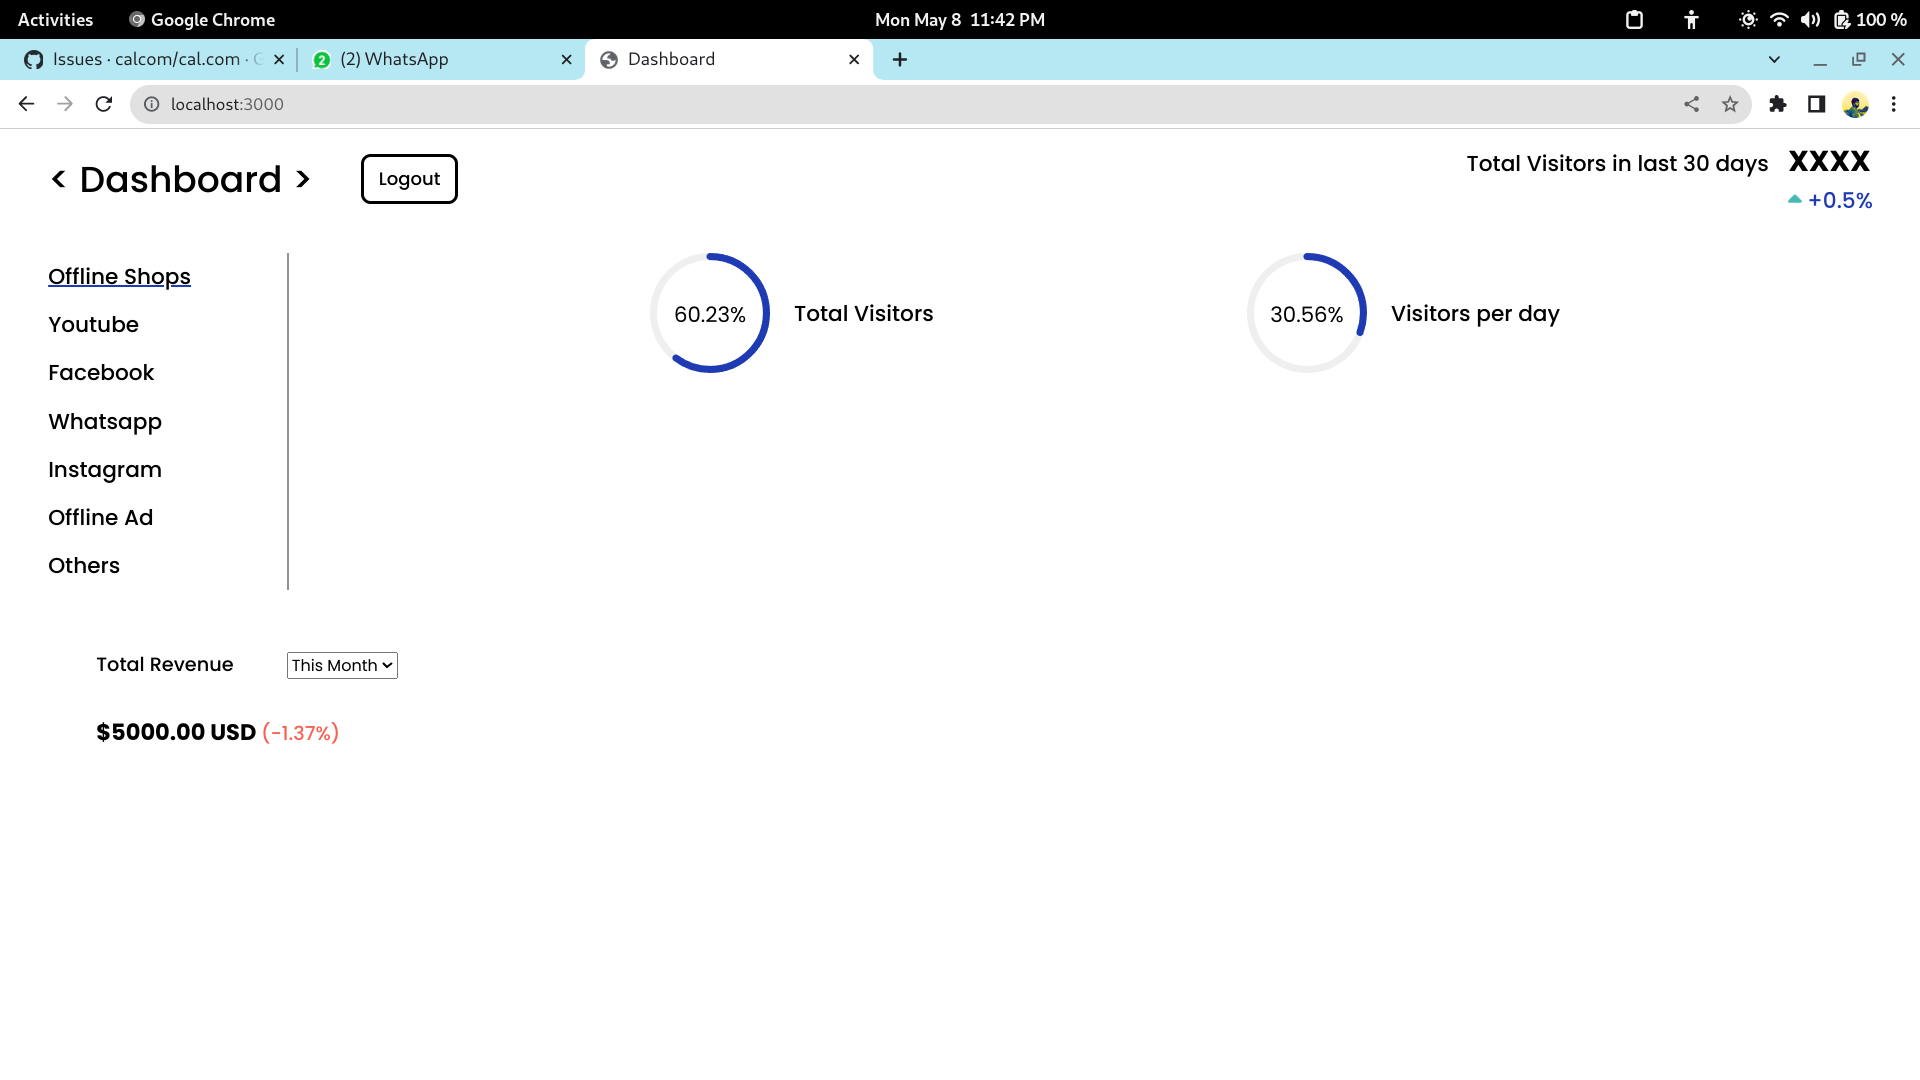 Activities Google Chrome Mon May 8 11:42 PM 100 %
Issues · calcom/cal.com · G 2 (2) WhatsApp Dashboard
localhost:3000
< Dashboard > Logout Total Visitors in last 30 days XXXX
+0.5%
Offline Shops
Youtube
Facebook
Whatsapp
Instagram
Offline Ad
Others
60.23% Total Visitors
30.56% Visitors per day
Total Revenue This Month
$5000.00 USD (-1.37%)